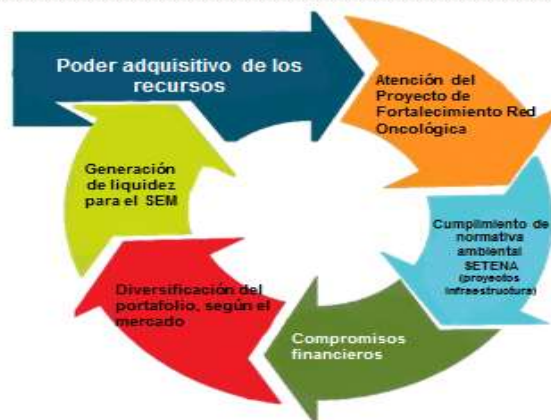 Poder adquisitivo de los
recursos
Atención del
Proyecto de
Fortalecimiento Red
Oncológica
Cumplimiento de
normativa
ambiental
SETENA
(proyectos
infraestructura)
Compromisos
financieros
Diversificación del
portafolio, según el
mercado
Generación
de liquidez
para el SEM